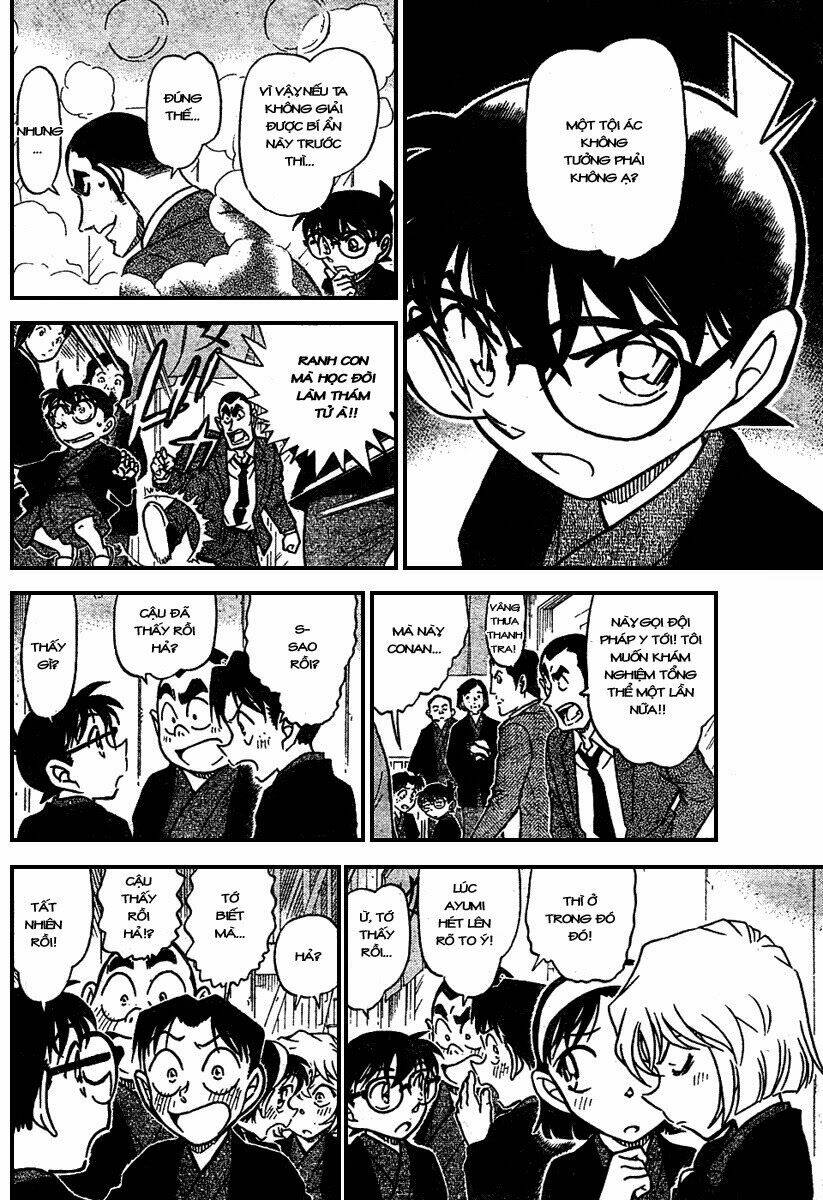 MỘT TỘI ÁC
KHÔNG
TƯỞNG PHẢI
KHÔNG Ạ?
VÌ VẬY,NẾU TA
KHÔNG GIẢI
ĐƯỢC BÍ ẨN
NÀY TRƯỚC
THÌ...
ĐÚNG
THẾ...
NHƯNG
...
RANH CON
MÀ HỌC ĐÒI
LÀM THÁM
TỬ À!!
NÀY,GỌI ĐỘI
PHÁP Y TỚI! TÔI
MUỐN KHÁM
NGHIỆM TỔNG
THỂ MỘT LẦN
NỮA!!
VÂNG
THƯA
THANH
TRA!
MÀ NÀY
CONAN...
S-
SAO
RỒI?
CẬU ĐÃ
THẤY RỒI
HẢ?
THẤY
GÌ?
THÌ Ở
TRONG ĐÓ
ĐÓ!
LÚC
AYUMI
HÉT LÊN
RÕ TO Ý!
Ừ, TỚ
THẤY
RỒI...
HẢ?
TỚ
BIẾT
MÀ...
CẬU
THẤY
RỒI
HẢ!?
TẤT
NHIÊN
RỒI!